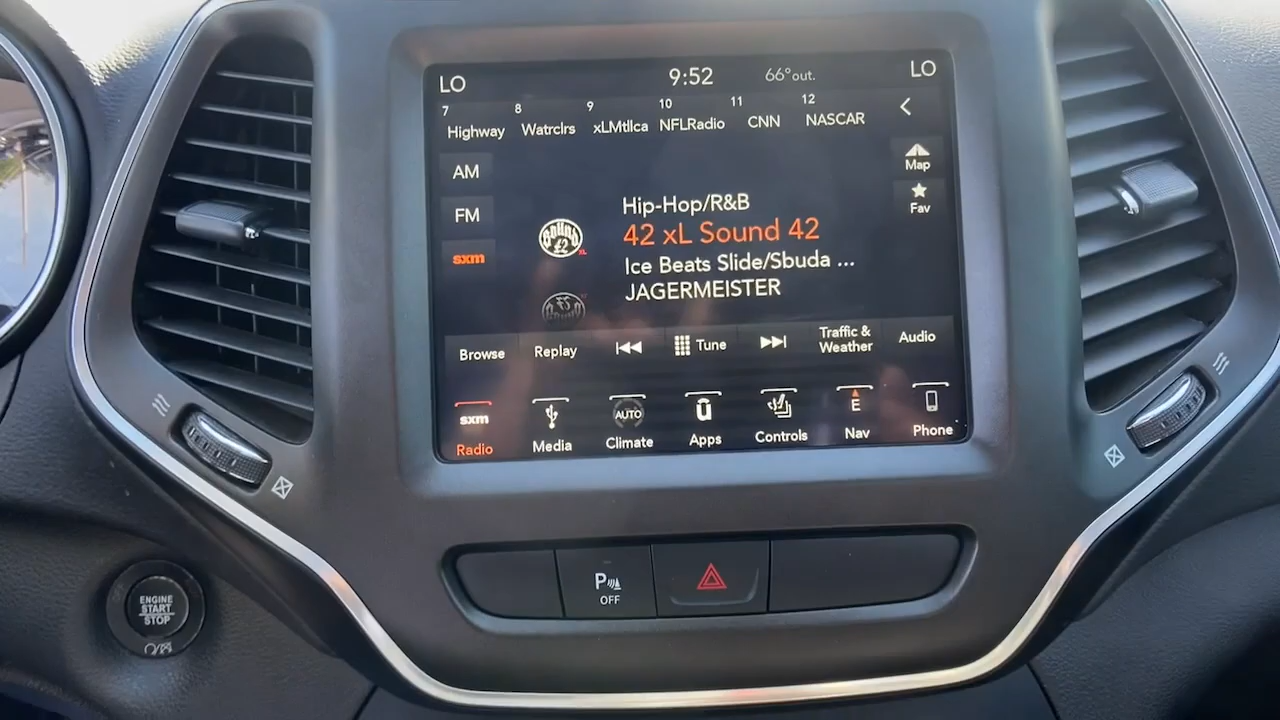 LO 9:52 66°out. LO
7 8 9 10 11 12
Highway Watrclrs xLMtllca NFLRadio CNN NASCAR
AM
Map
FM
Fav
sxm
Hip-Hop/R&B
42 xL Sound 42
Ice Beats Slide/Sbuda ...
JAGERMEISTER
Browse Replay Tune Traffic & Weather Audio
sxm AUTO ū E
Radio Media Climate Apps Controls Nav Phone
P OFF
ENGINE
START
STOP